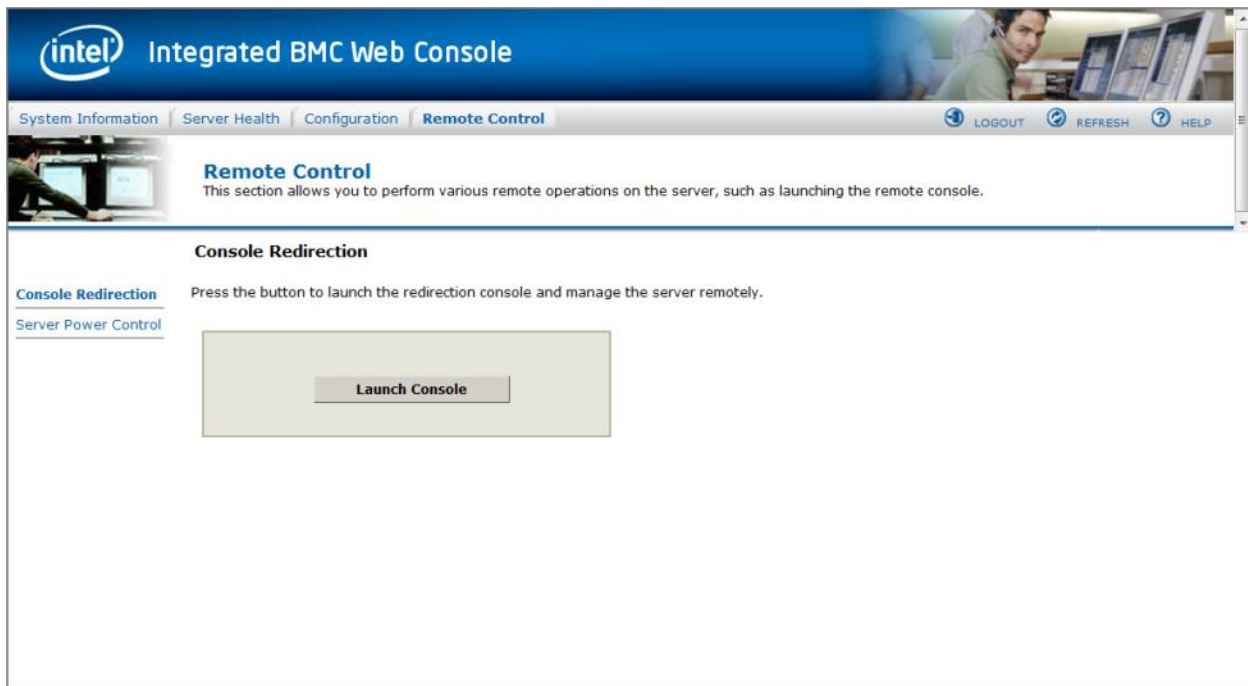 intel Integrated BMC Web Console
System Information Server Health Configuration Remote Control LOGOUT REFRESH HELP
Remote Control
This section allows you to perform various remote operations on the server, such as launching the remote console.
Console Redirection
Console Redirection
Server Power Control
Press the button to launch the redirection console and manage the server remotely.
Launch Console